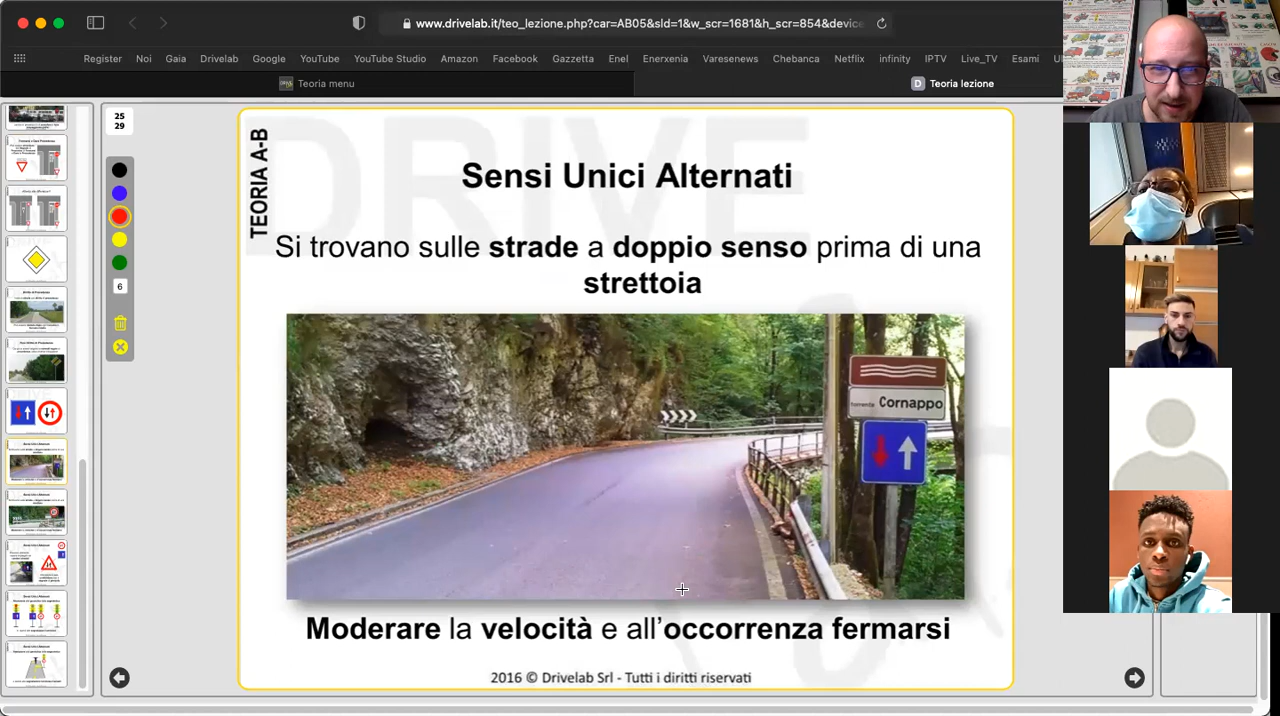 www.drivelab.it/teo_lezione.php?car=AB05&sld=1&w_scr=1681&h_scr=854&device
Register Noi Gaia Drivelab Google YouTube YouTube Studio Amazon Facebook Gazzetta Enel Enerxenia Varesenews Chebanca Netflix infinity IPTV Live_TV Esami
Teoria menu
D Teoria lezione
25
29
6
TEORIA A-B
DRIVE
Sensi Unici Alternati
Si trovano sulle strade a doppio senso prima di una
strettoia
torrente Cornappo
Moderare la velocità e all'occorrenza fermarsi
2016 © Drivelab Srl - Tutti i diritti riservati